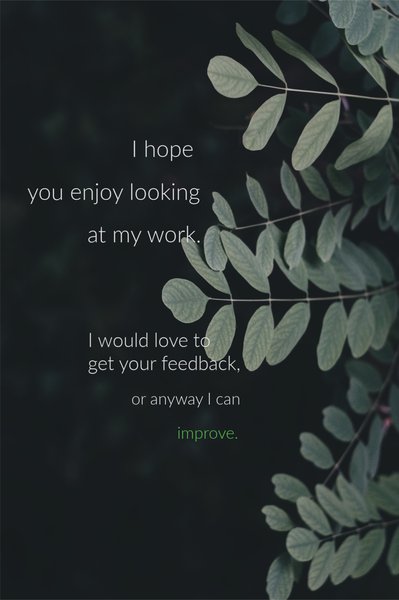 I hope
you enjoy looking
at my work.
I would love to
get your feedback,
or anyway I can
improve.